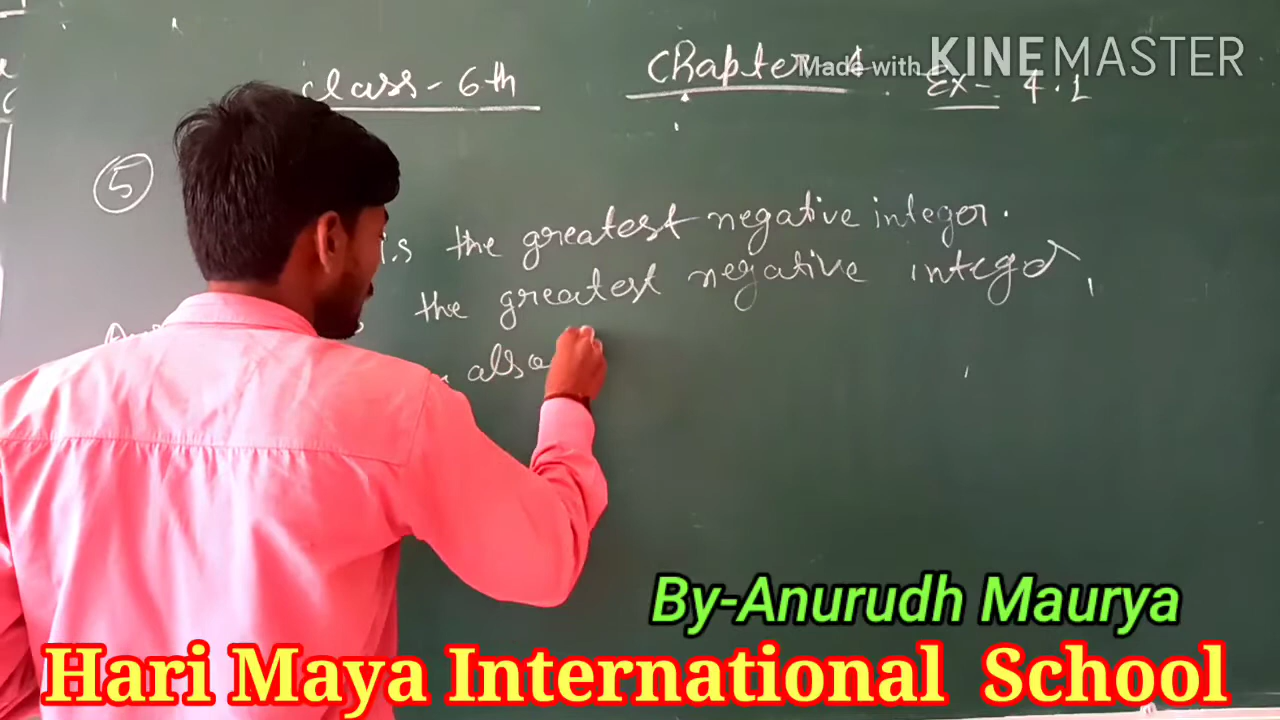 class - 6th
Chapter 4
Ex - 4.1
Made with KINEMASTER
5
is the greatest negative integer.
the greatest negative integer,
also
By-Anurudh Maurya
Hari Maya International School